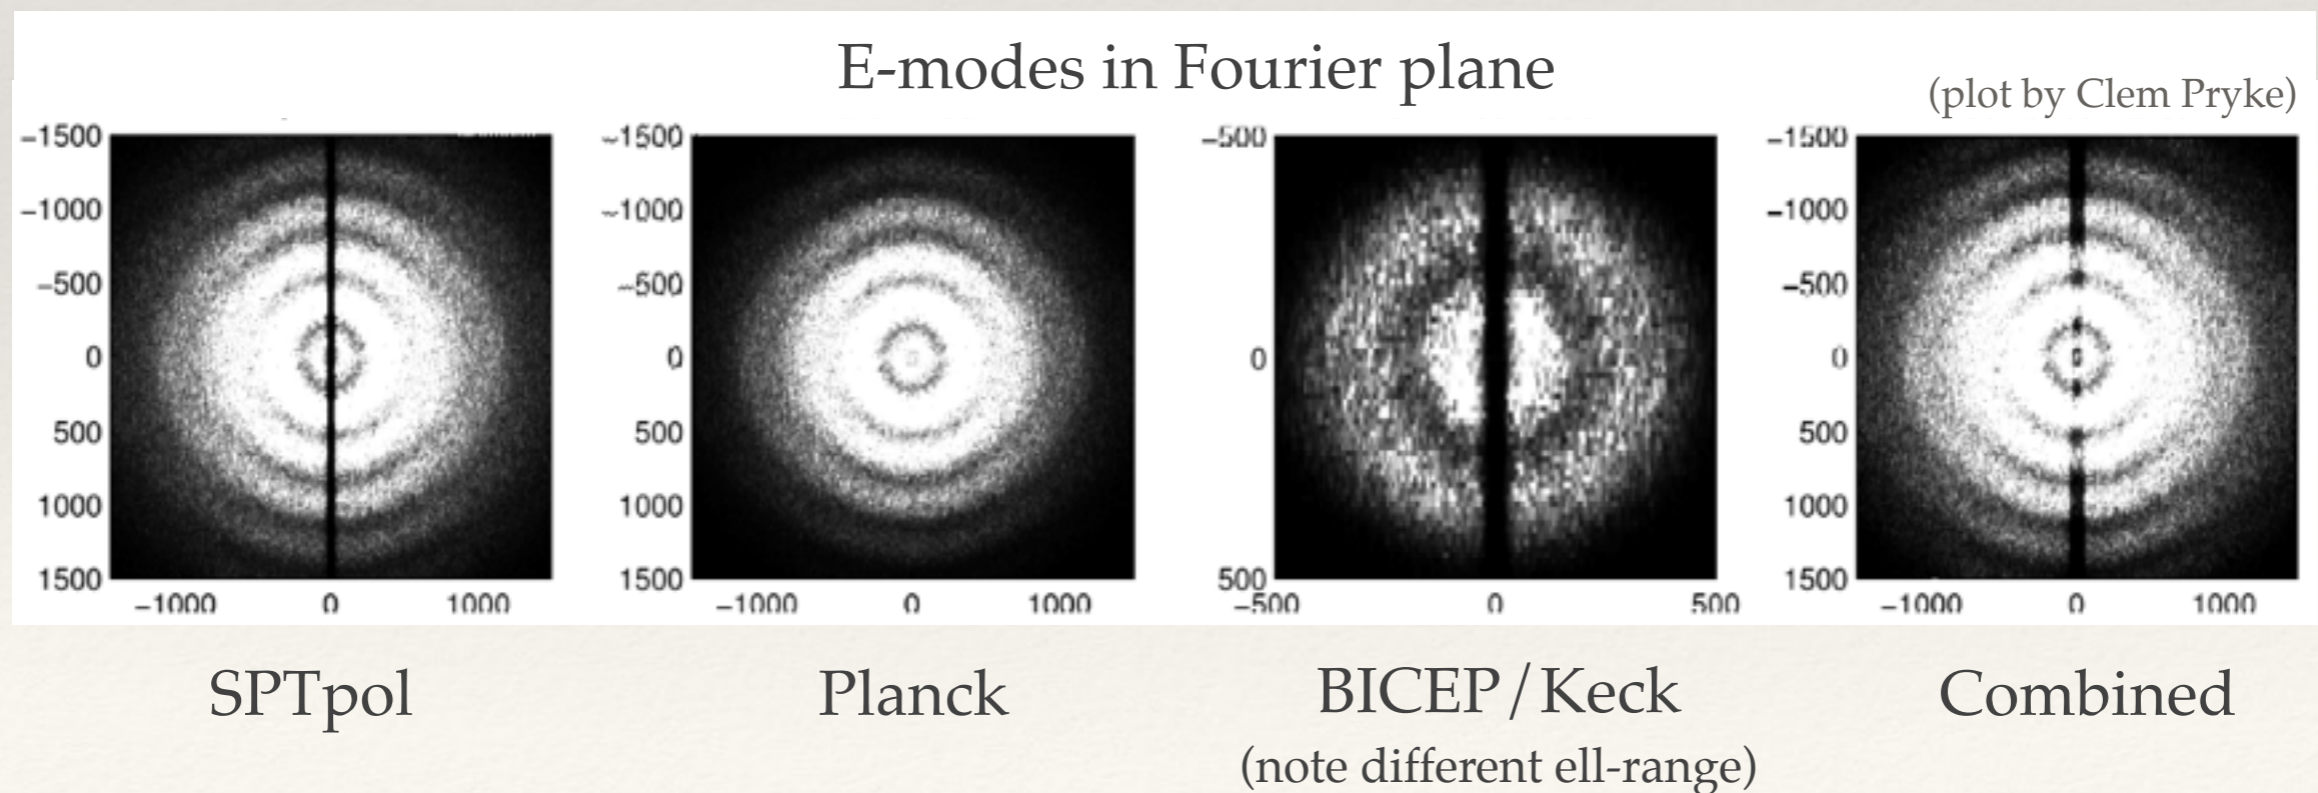 E-modes in Fourier plane
(plot by Clem Pryke)
−1500
−1000
−500
0
500
1000
1500
−1000 0 1000
−1500
−1000
−500
0
500
1000
1500
−1000 0 1000
−500
0
500
−500 0 500
−1500
−1000
−500
0
500
1000
1500
−1000 0 1000
SPTpol
Planck
BICEP/Keck
(note different ell-range)
Combined